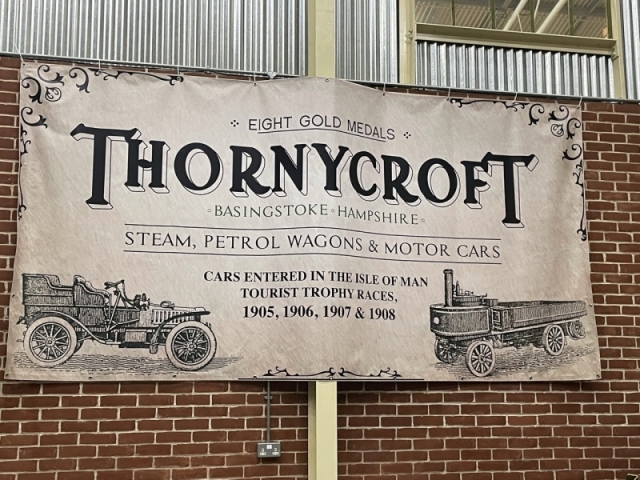 EIGHT GOLD MEDALS
THORNYCROFT
BASINGSTOKE HAMPSHIRE
STEAM, PETROL WAGONS & MOTOR CARS
CARS ENTERED IN THE ISLE OF MAN
TOURIST TROPHY RACES,
1905, 1906, 1907 & 1908